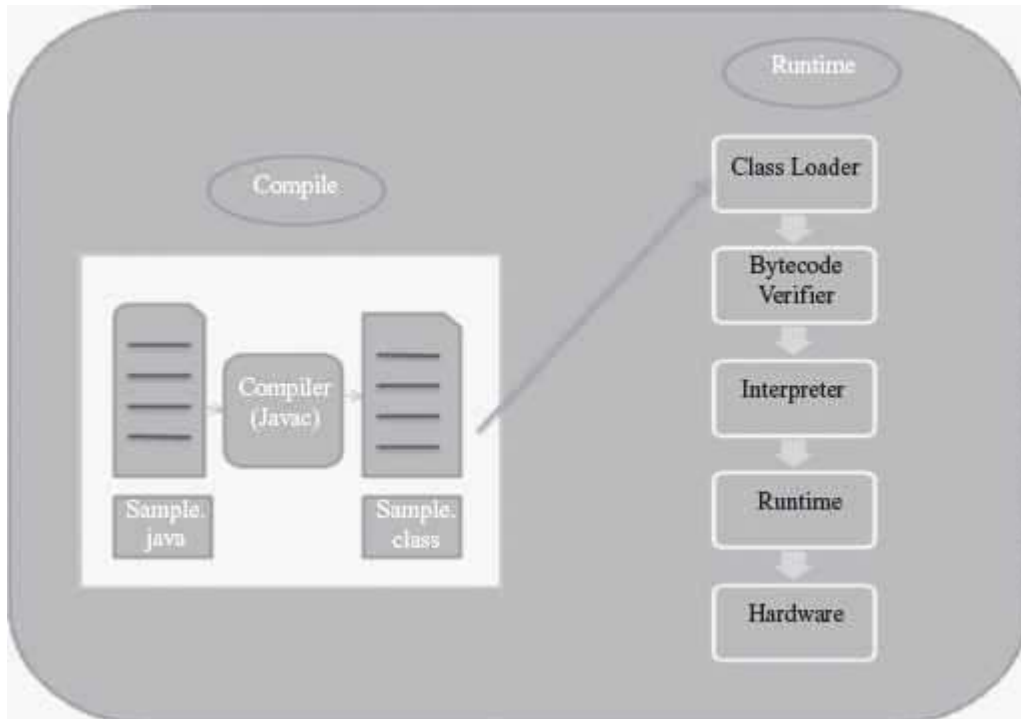 Compile
Compiler
(Javac)
Sample.
java
Sample.
class
Runtime
Class Loader
Bytecode
Verifier
Interpreter
Runtime
Hardware